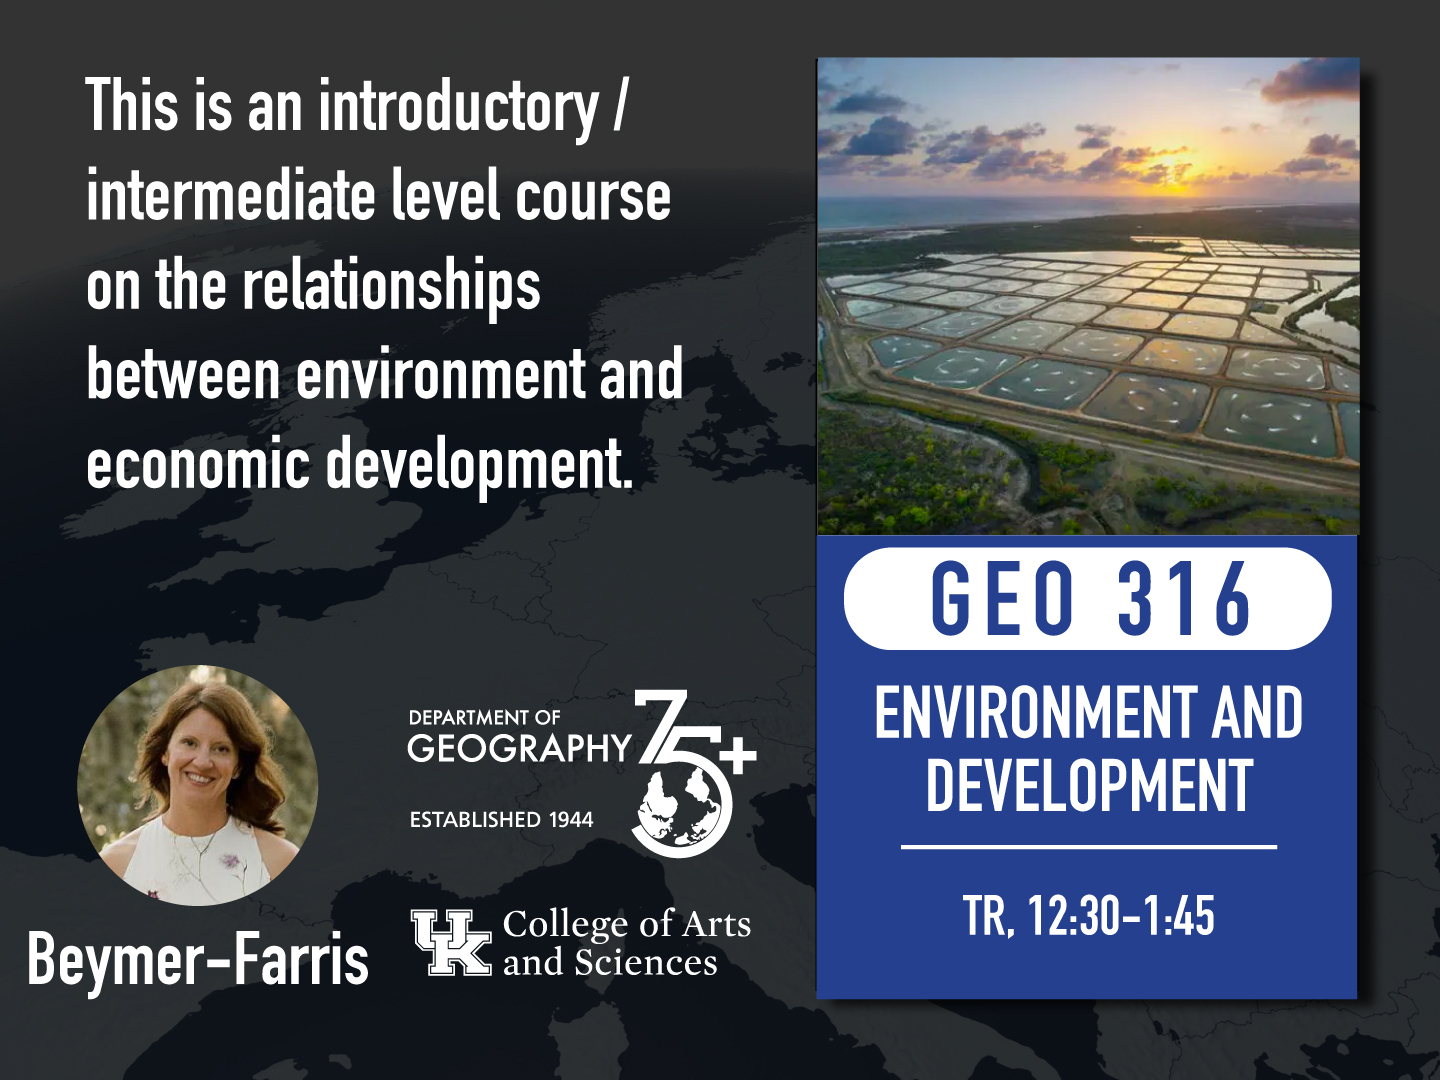 This is an introductory /
intermediate level course
on the relationships
between environment and
economic development.
Beymer-Farris
DEPARTMENT OF
GEOGRAPHY
75+
ESTABLISHED 1944
UK
College of Arts
and Sciences
GEO 316
ENVIRONMENT AND
DEVELOPMENT
TR, 12:30-1:45